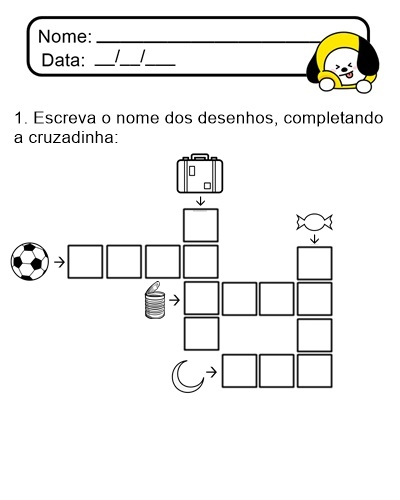 Nome:
Data: __/__/___
1. Escreva o nome dos desenhos, completando
a cruzadinha: